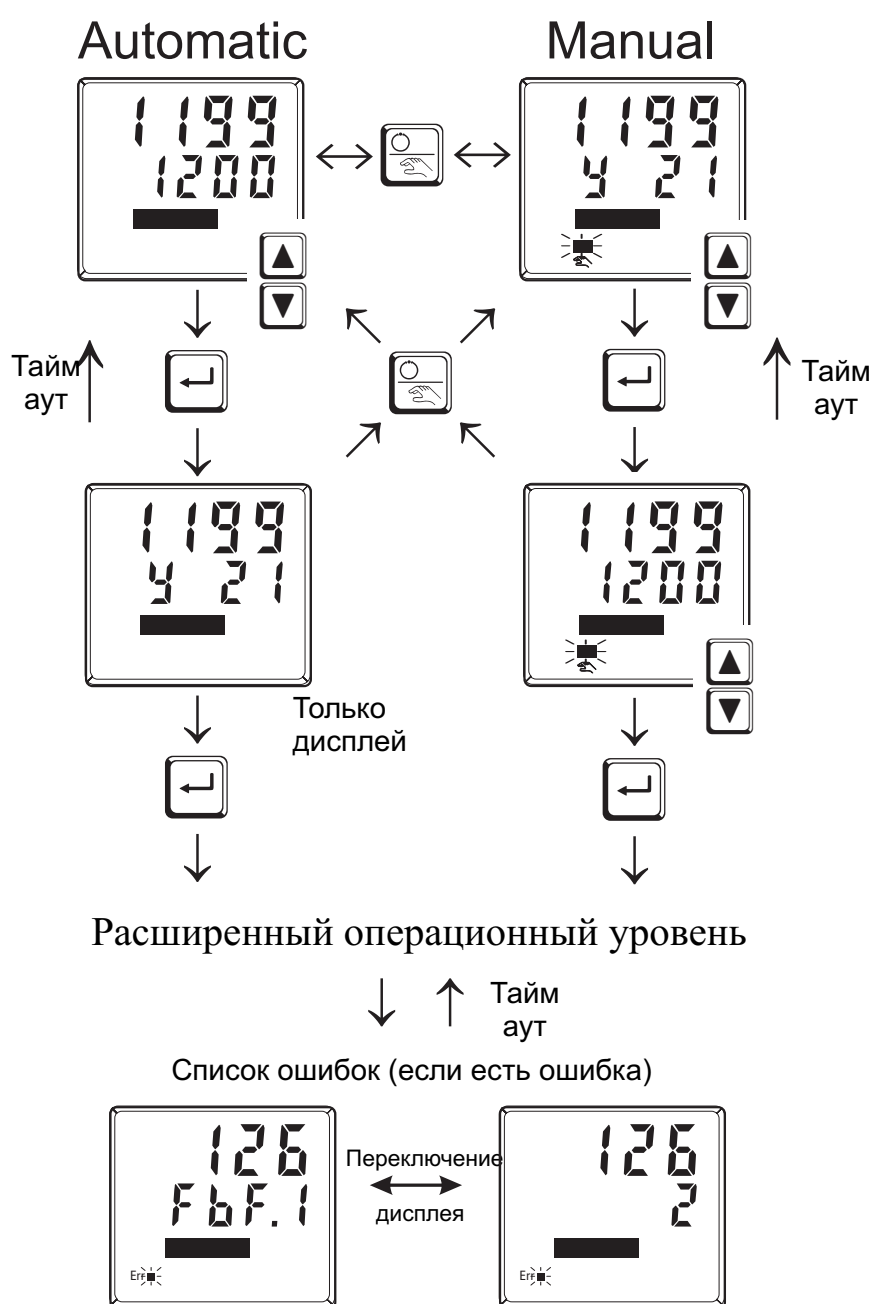 Automatic Manual
1199 1199
1200 y 21
Тайм
аут
Тайм
аут
1199 1199
y 21 1200
Только
дисплей
Расширенный операционный уровень
Тайм
аут
Список ошибок (если есть ошибка)
126 Переключение 126
FbF.1 дисплея 2
Err Err